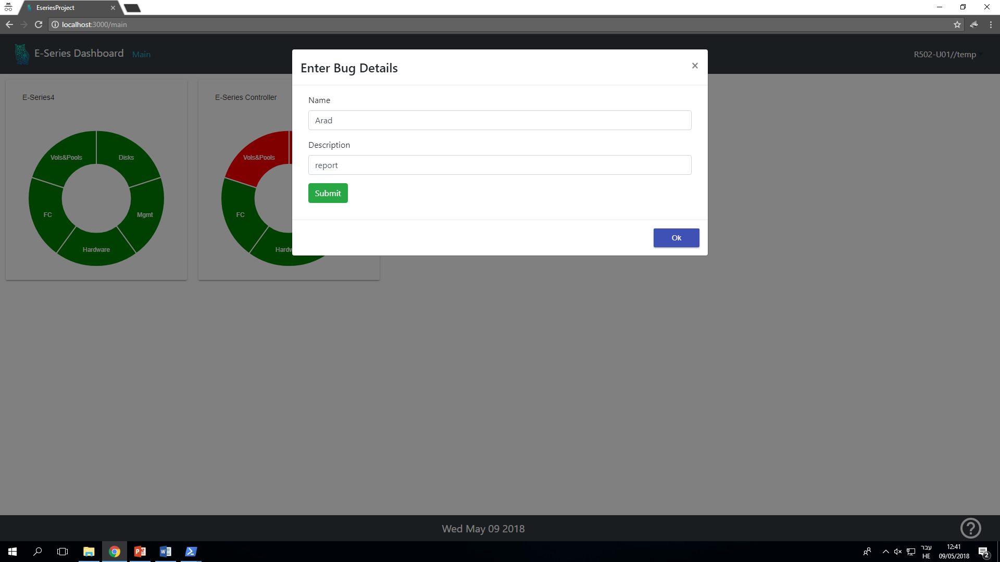 EseriesProject
localhost:3000/main
E-Series Dashboard Main
R502-U01//temp
Enter Bug Details
×
Name
Arad
Description
report
Submit
Ok
E-Series4
Vols&Pools
Disks
FC
Mgmt
Hardware
E-Series Controller
Vols&Pools
FC
Wed May 09 2018
?
עבר
HE
12:41
09/05/2018
2